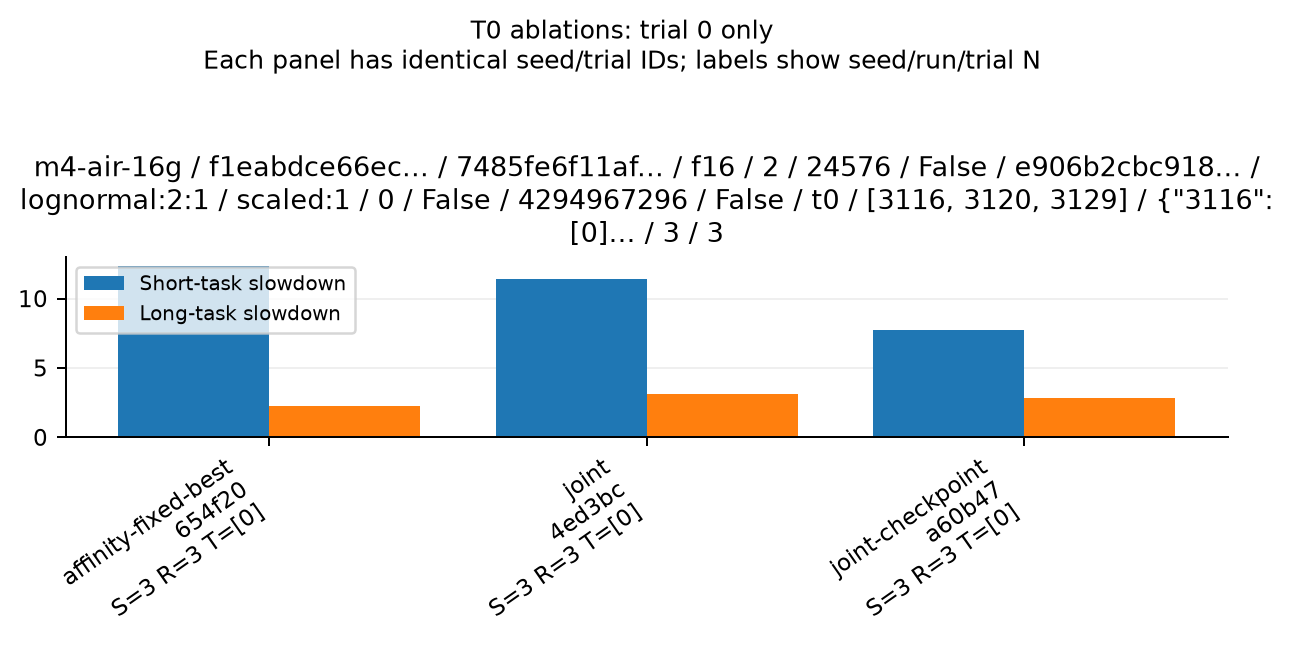 T0 ablations: trial 0 only
Each panel has identical seed/trial IDs; labels show seed/run/trial N
m4-air-16g / f1eabdce66ec... / 7485fe6f11af... / f16 / 2 / 24576 / False / e906b2cbc918... /
lognormal:2:1 / scaled:1 / 0 / False / 4294967296 / False / t0 / [3116, 3120, 3129] / {"3116":
[0]... / 3 / 3
Short-task slowdown
Long-task slowdown
10
5
0
affinity-fixed-best
654f20
S=3 R=3 T=[0]
joint
4ed3bc
S=3 R=3 T=[0]
joint-checkpoint
a60b47
S=3 R=3 T=[0]